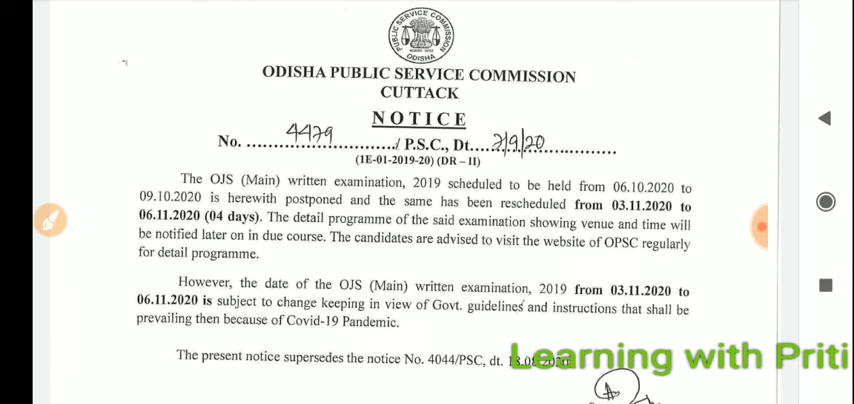 PUBLIC SERVICE COMMISSION
ODISHA
ODISHA PUBLIC SERVICE COMMISSION
CUTTACK
NOTICE
No. 4479 / P.S.C., Dt. 2/9/20
(1E-01-2019-20) (DR – II)
The OJS (Main) written examination, 2019 scheduled to be held from 06.10.2020 to
09.10.2020 is herewith postponed and the same has been rescheduled from 03.11.2020 to
06.11.2020 (04 days). The detail programme of the said examination showing venue and time will
be notified later on in due course. The candidates are advised to visit the website of OPSC regularly
for detail programme.
However, the date of the OJS (Main) written examination, 2019 from 03.11.2020 to
06.11.2020 is subject to change keeping in view of Govt. guidelines and instructions that shall be
prevailing then because of Covid-19 Pandemic.
The present notice supersedes the notice No. 4044/PSC, dt.
Learning with Priti